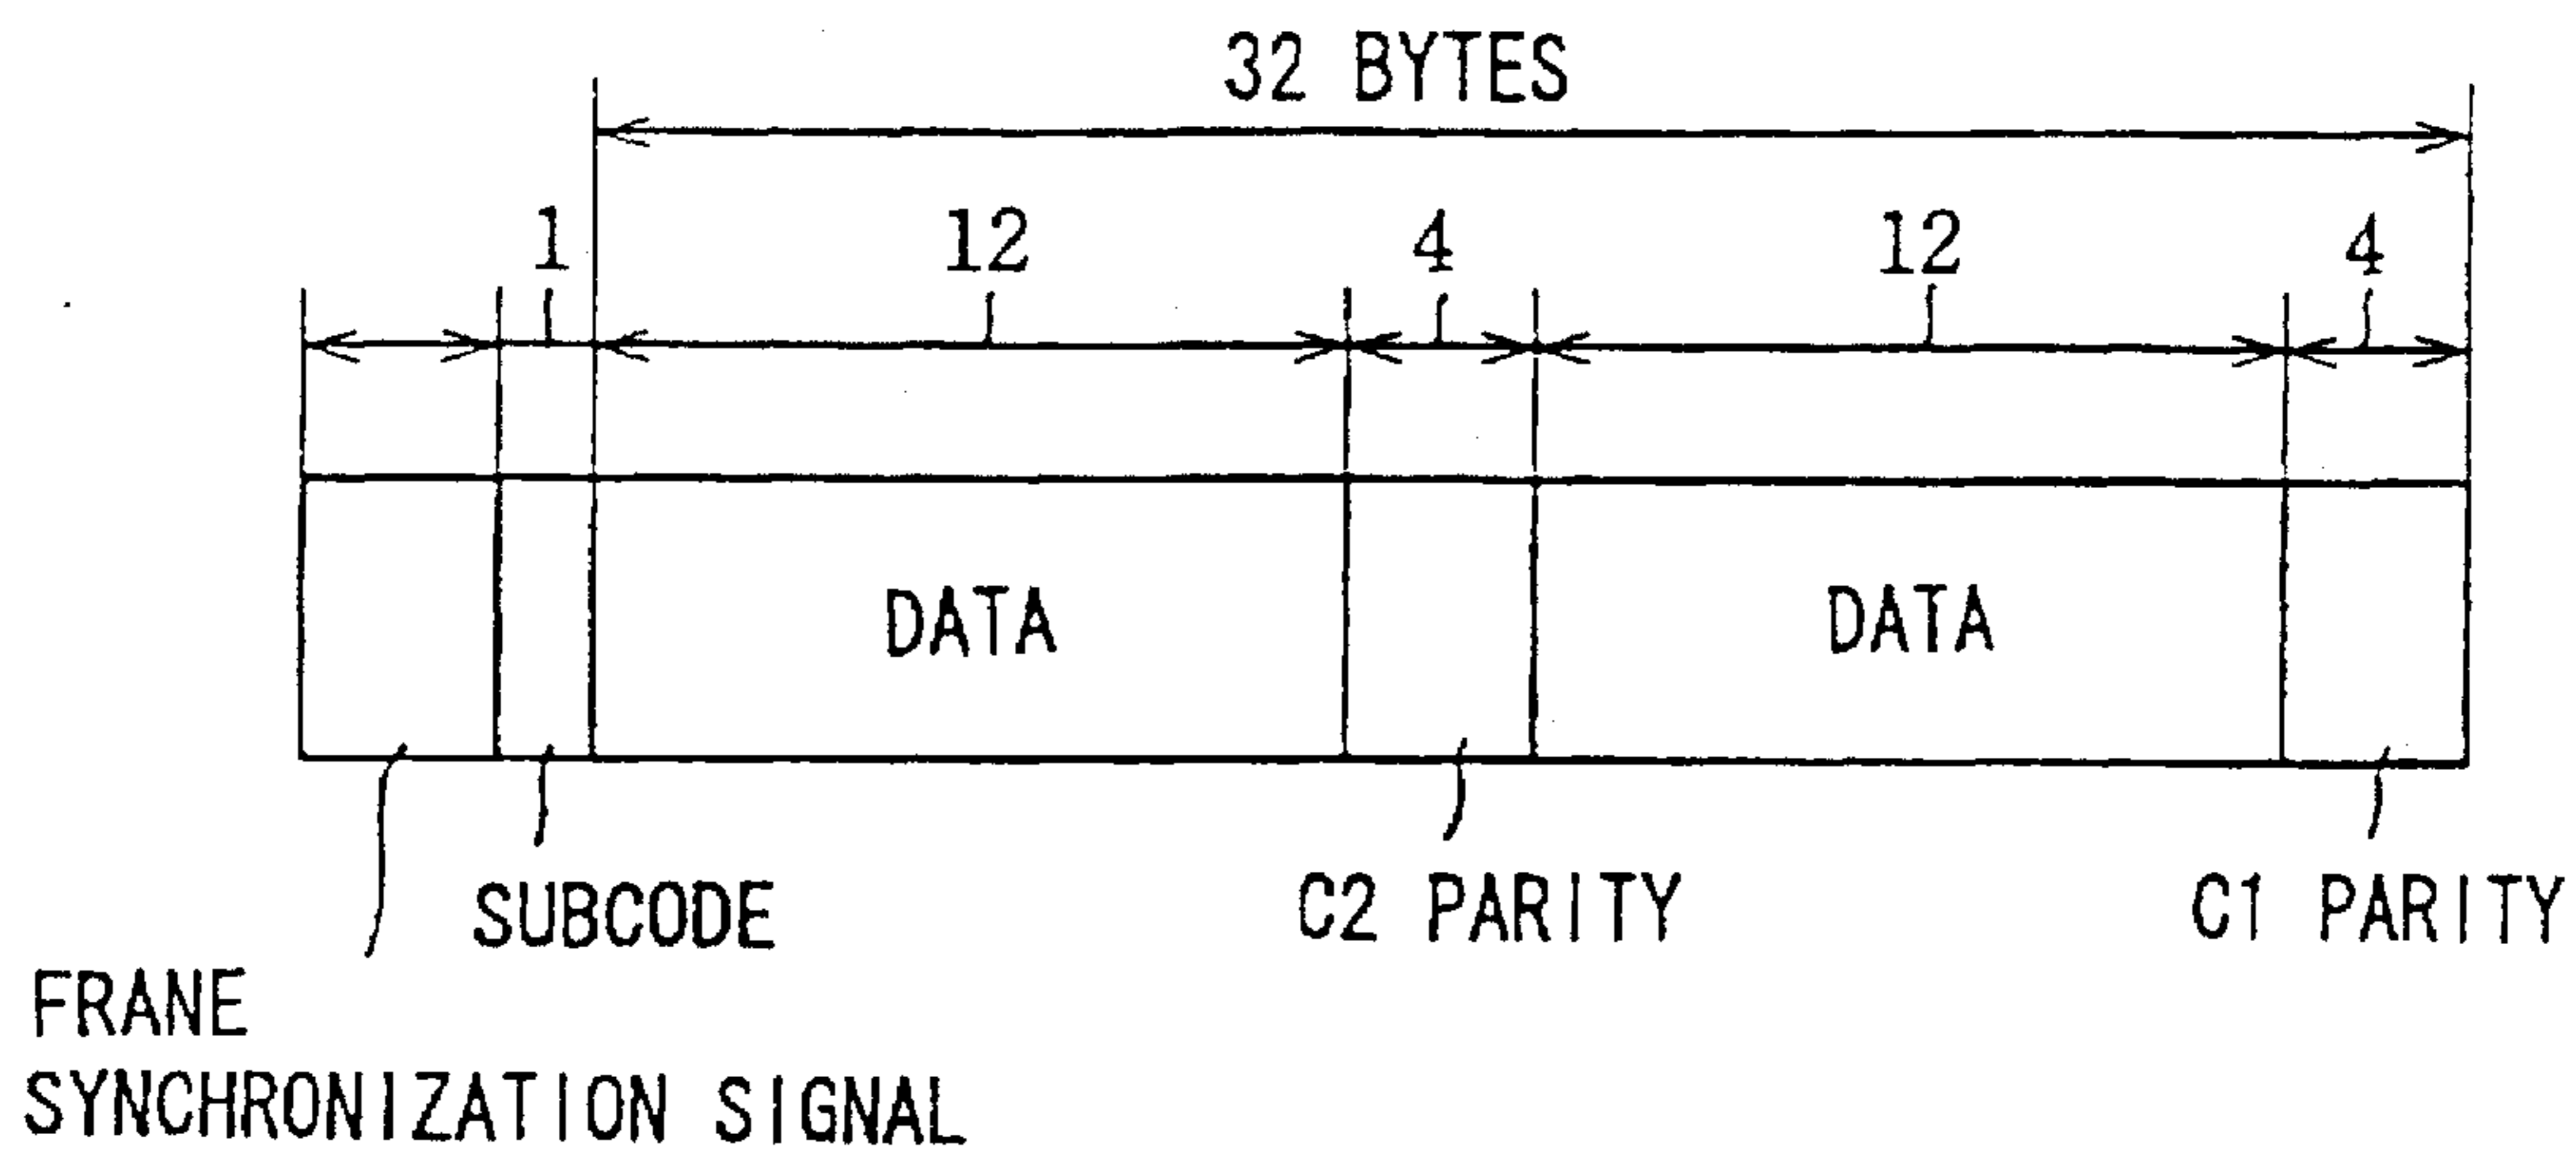 32 BYTES
1 12 4 12 4
DATA DATA
SUBCODE C2 PARITY C1 PARITY
FRANE
SYNCHRONIZATION SIGNAL